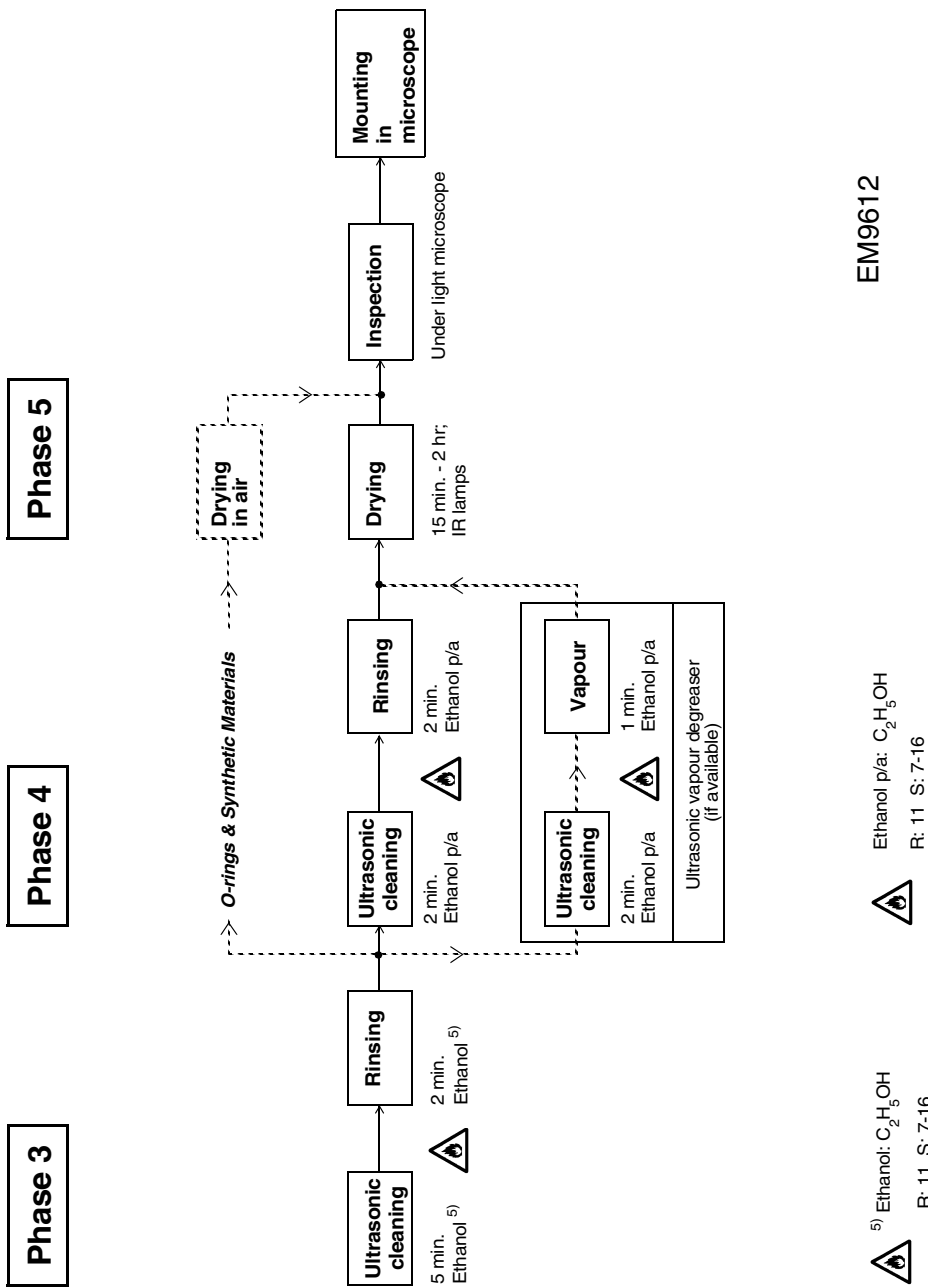 Phase 3
Phase 4
Phase 5
O-rings & Synthetic Materials
Drying
in air
Ultrasonic
cleaning
5 min.
Ethanol 5)
Rinsing
2 min.
Ethanol 5)
Ultrasonic
cleaning
2 min.
Ethanol p/a
Rinsing
2 min.
Ethanol p/a
Drying
15 min. - 2 hr;
IR lamps
Inspection
Under light microscope
Mounting
in
microscope
Ultrasonic
cleaning
2 min.
Ethanol p/a
Vapour
1 min.
Ethanol p/a
Ultrasonic vapour degreaser
(if available)
5) Ethanol: C2H5OH
R: 11 S: 7-16
Ethanol p/a: C2H5OH
R: 11 S: 7-16
EM9612